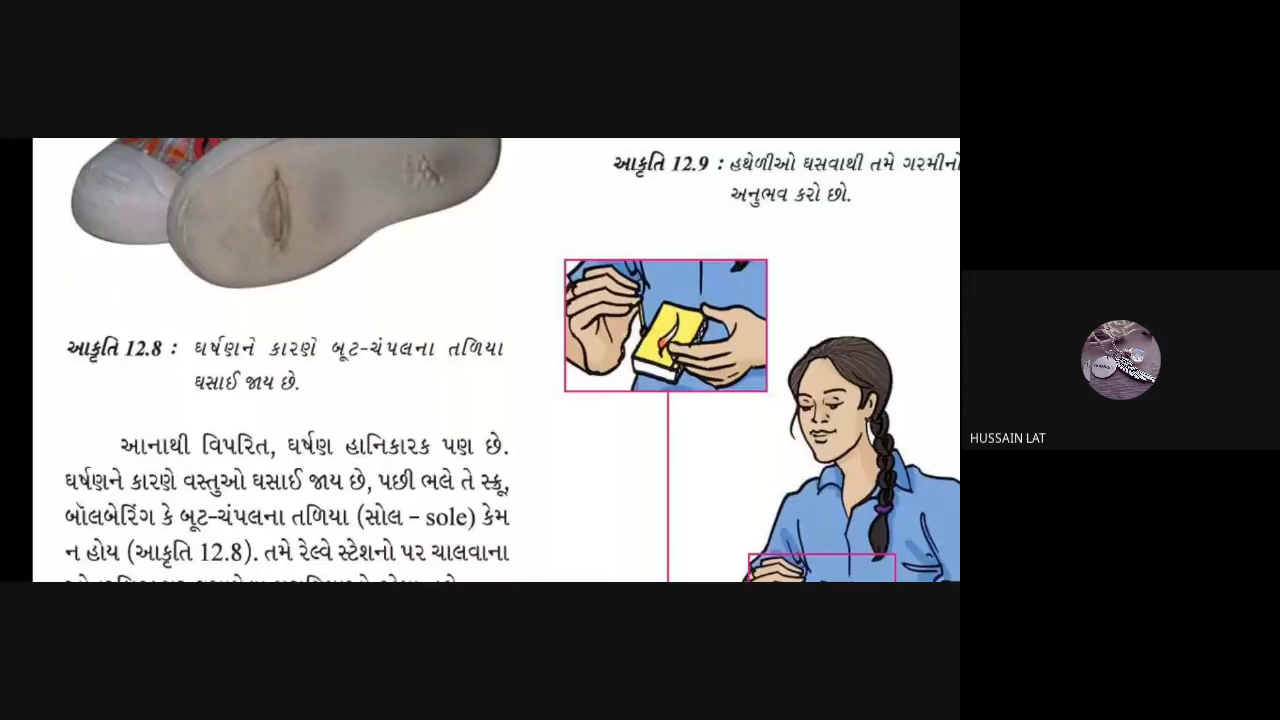 આકૃતિ 12.8 : ઘર્ષણને કારણે બૂટ-ચંપલના તળિયા
ઘસાઈ જાય છે.
આનાથી વિપરિત, ઘર્ષણ હાનિકારક પણ છે.
ઘર્ષણને કારણે વસ્તુઓ ઘસાઈ જાય છે, પછી ભલે તે સ્ક્રૂ,
બૉલબેરિંગ કે બૂટ-ચંપલના તળિયા (સોલ – sole) કેમ
ન હોય (આકૃતિ 12.8). તમે રેલ્વે સ્ટેશનો પર ચાલવાના
આકૃતિ 12.9 : હથેળીઓ ઘસવાથી તમે ગરમીનો
અનુભવ કરો છો.
HUSSAIN LAT